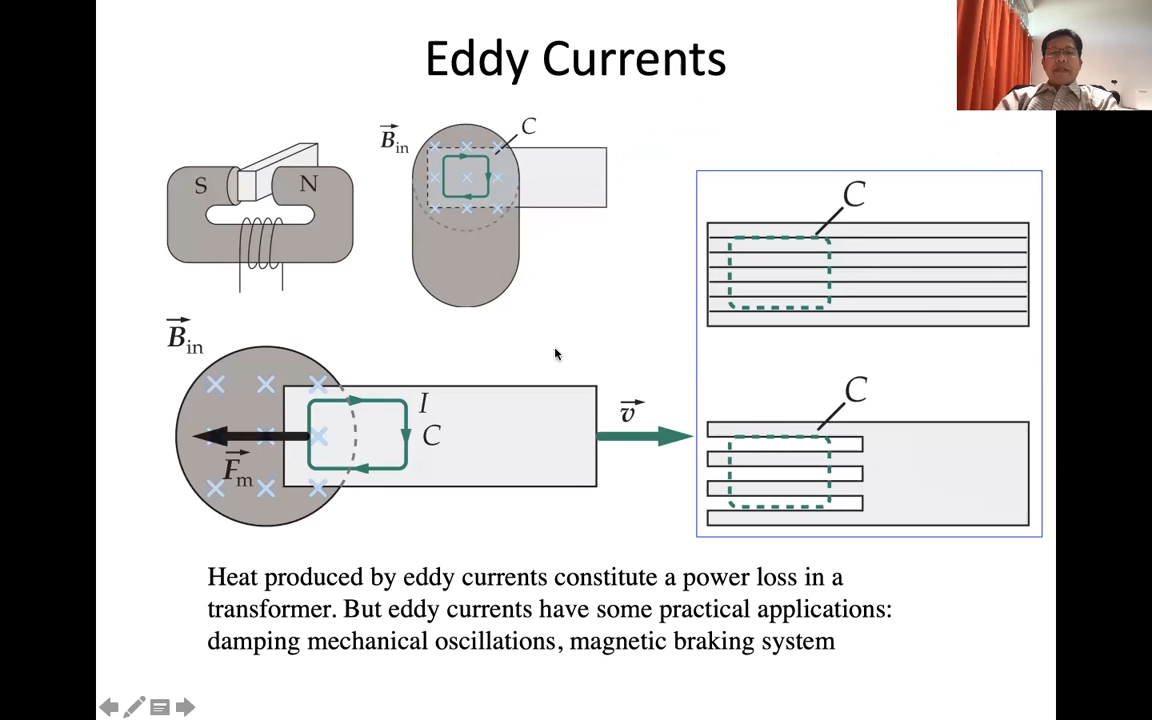 Eddy Currents
B in
C
S N
B in
I
C
F m
v
C
C
Heat produced by eddy currents constitute a power loss in a
transformer. But eddy currents have some practical applications:
damping mechanical oscillations, magnetic braking system